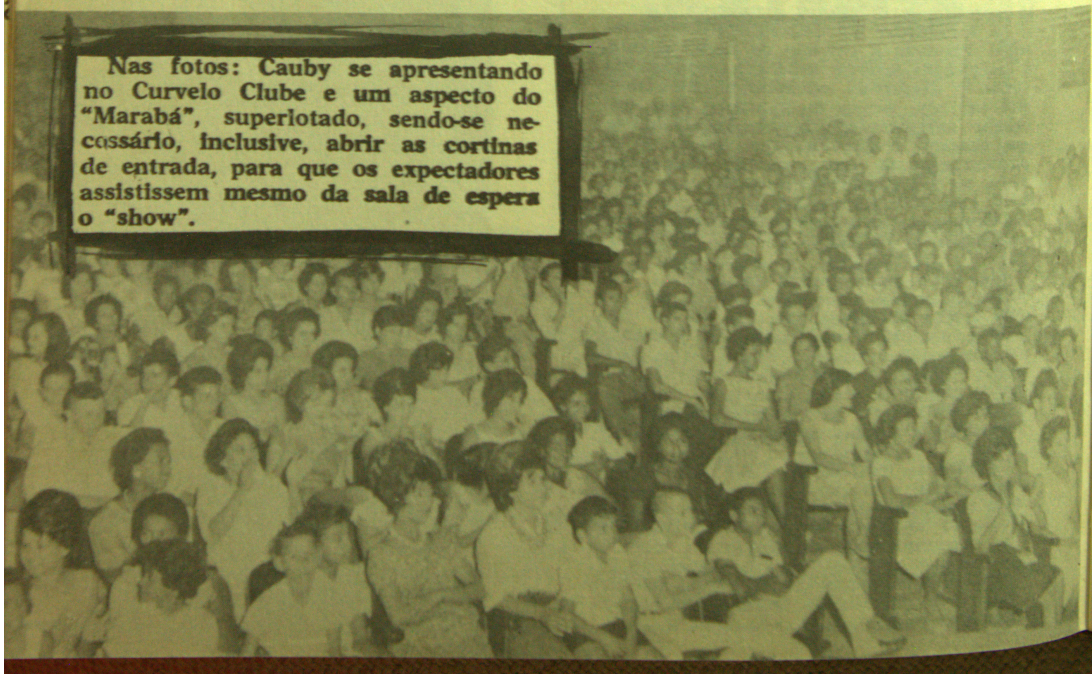 Nas fotos: Cauby se apresentando
no Curvelo Clube e um aspecto do
“Marabá”, superlotado, sendo-se ne-
cessário, inclusive, abrir as cortinas
de entrada, para que os expectadores
assistissem mesmo da sala de espera
o “show”.